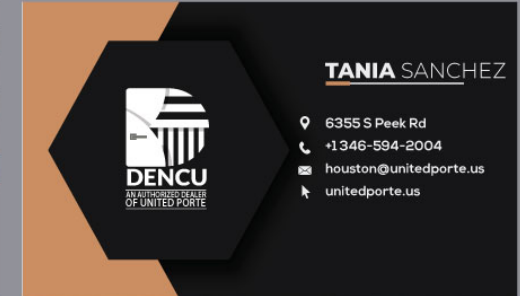 DENCU
AN AUTHORIZED DEALER
OF UNITED PORTE
TANIA SANCHEZ
6355 S Peek Rd
+1 346-594-2004
houston@unitedporte.us
unitedporte.us